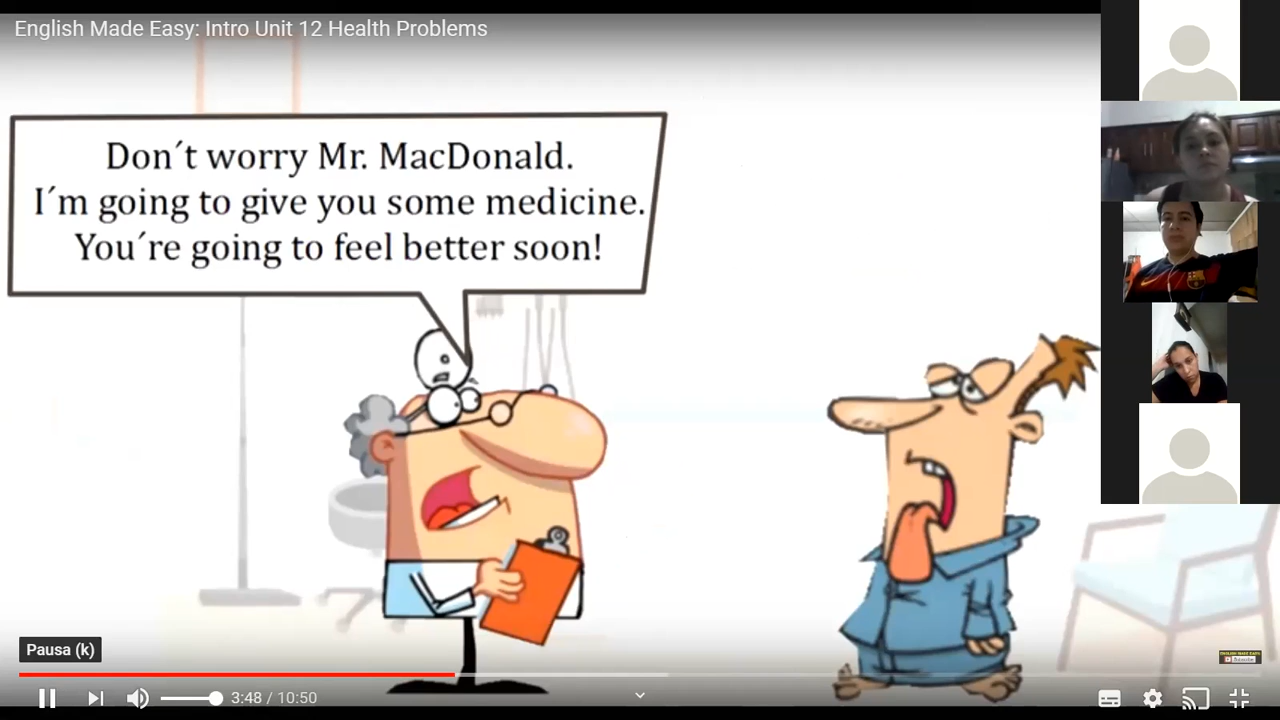 English Made Easy: Intro Unit 12 Health Problems
Don´t worry Mr. MacDonald.
I´m going to give you some medicine.
You´re going to feel better soon!
Pausa (k)
3:48 / 10:50